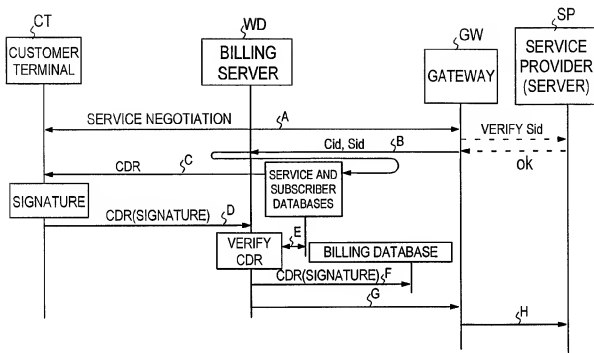 CT
WD
GW
SP
CUSTOMER
TERMINAL
BILLING
SERVER
GATEWAY
SERVICE
PROVIDER
(SERVER)
SERVICE NEGOTIATION
A
VERIFY Sid
Cid, Sid
B
ok
CDR
C
SERVICE AND
SUBSCRIBER
DATABASES
SIGNATURE
CDR(SIGNATURE)
D
E
VERIFY
CDR
BILLING DATABASE
CDR(SIGNATURE)
F
G
H